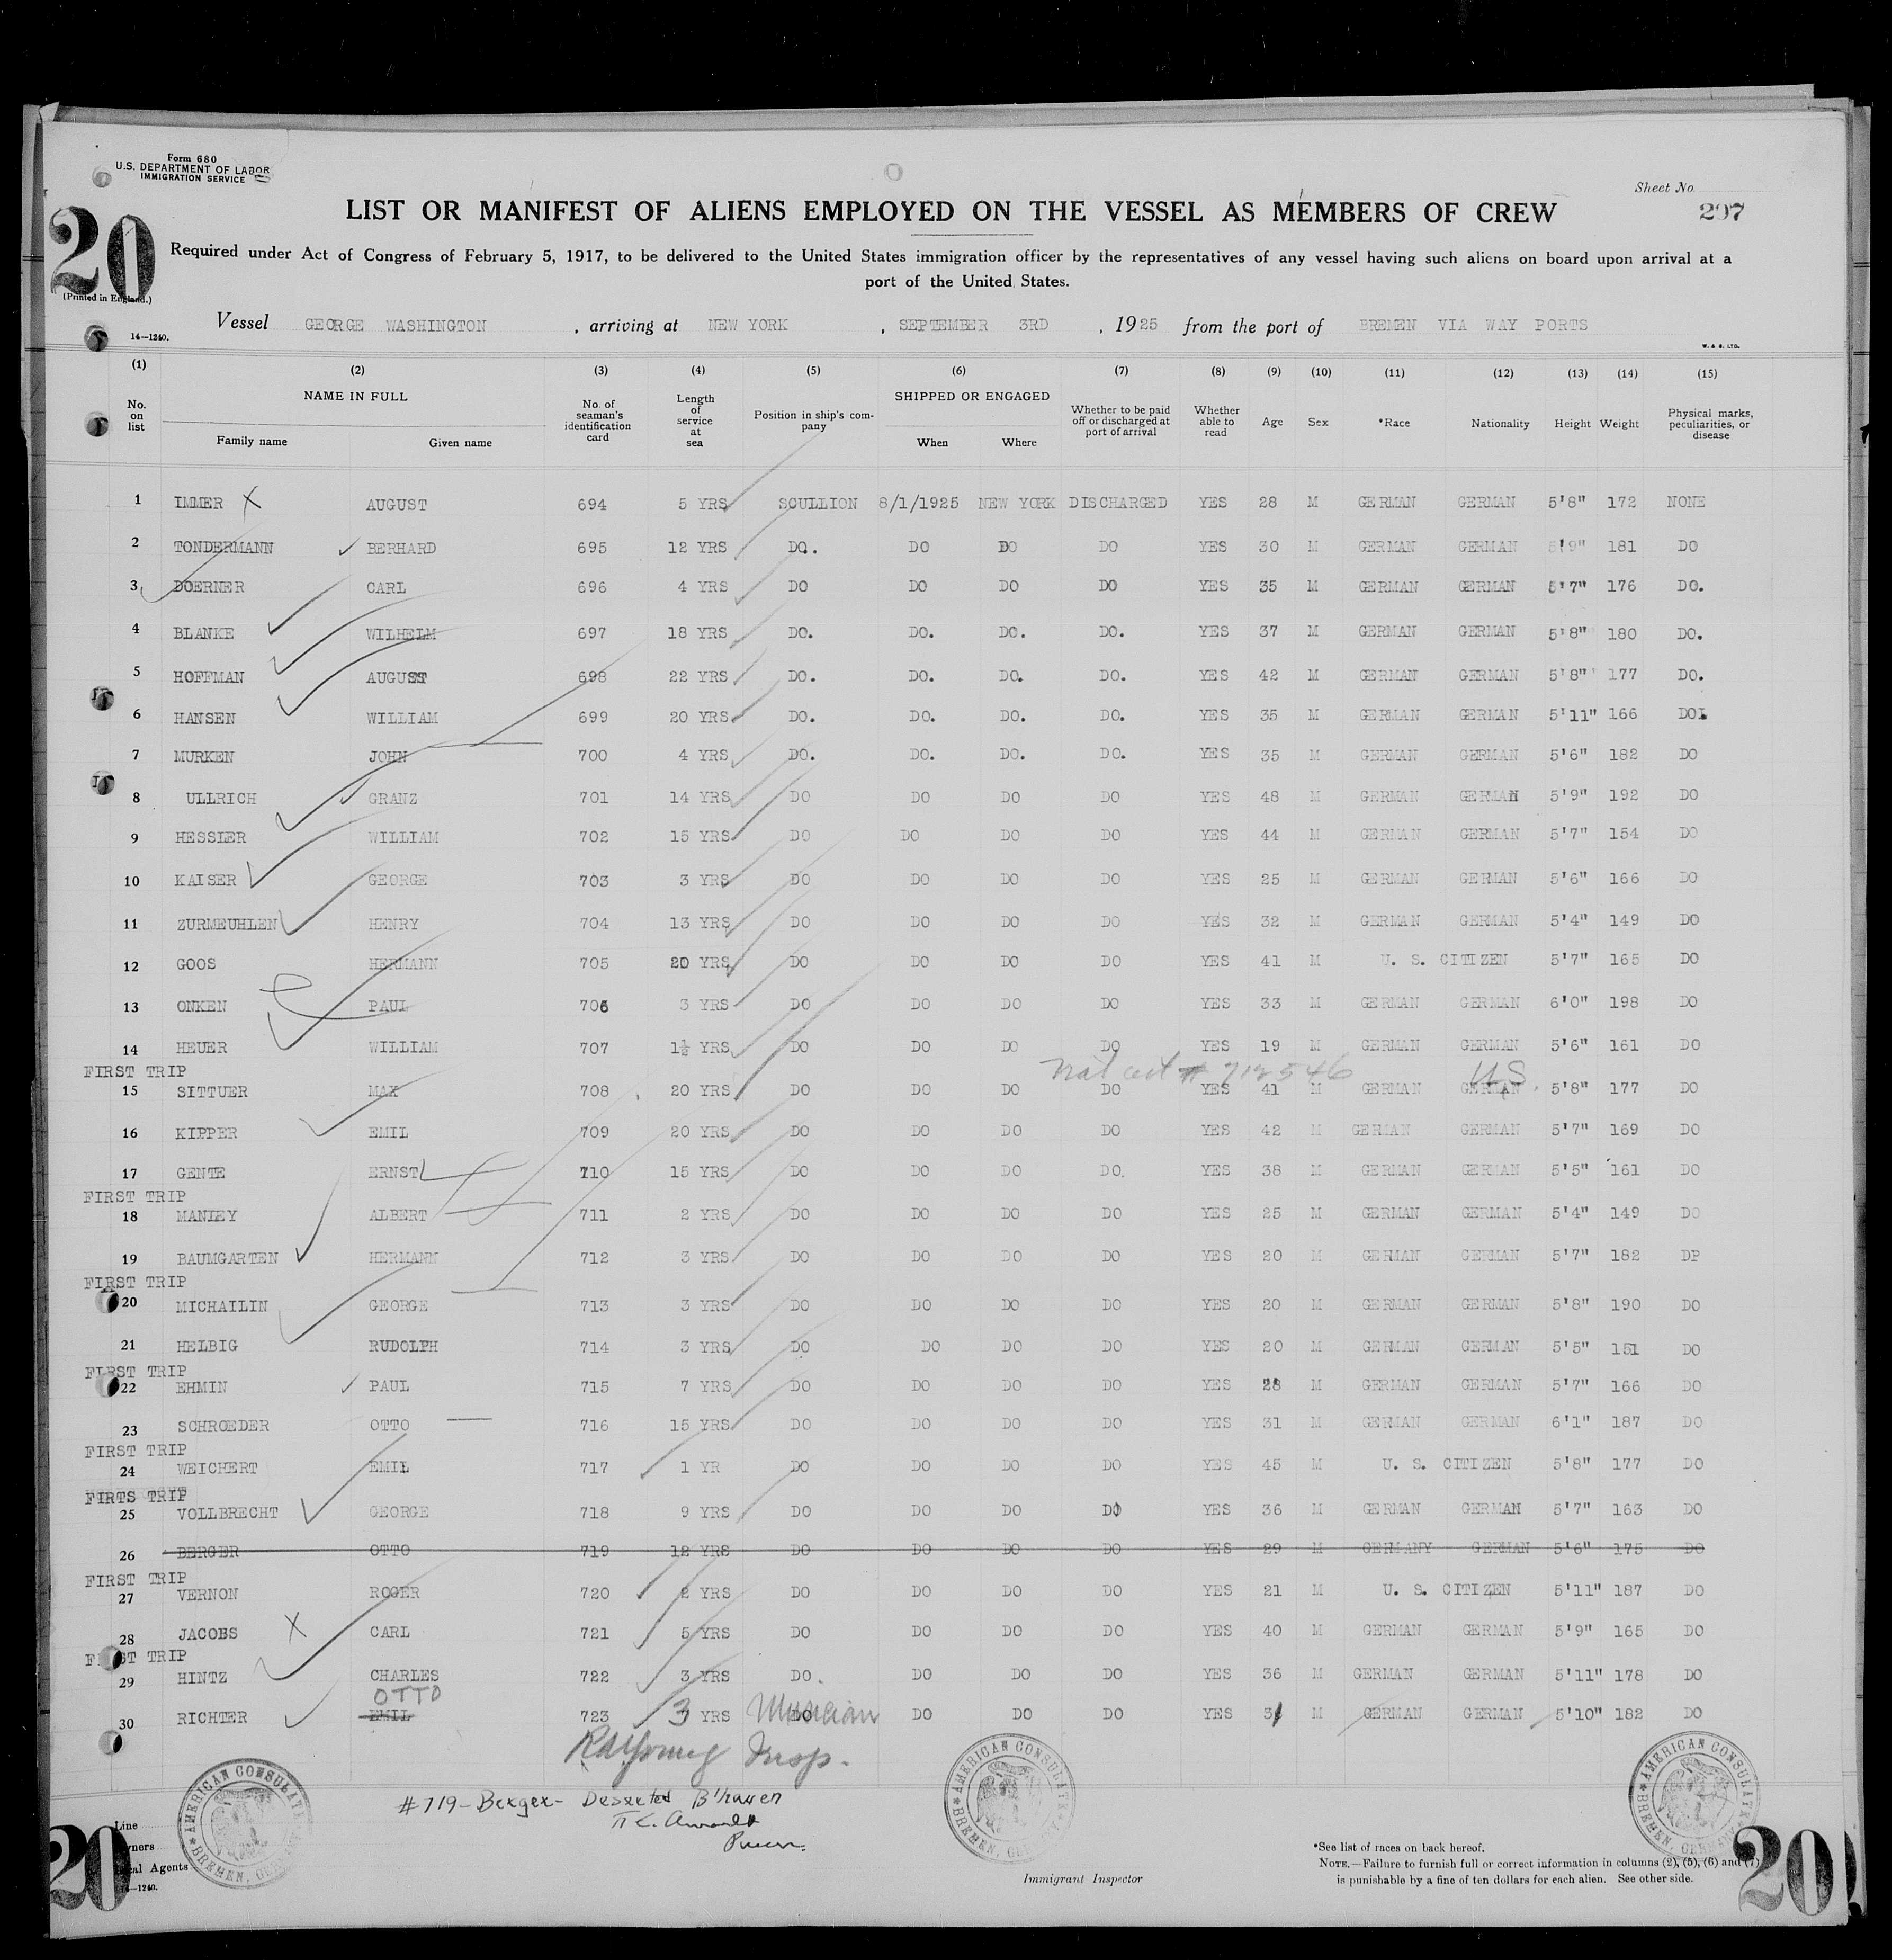 Form 680
U.S. DEPARTMENT OF LABOR
IMMIGRATION SERVICE
Sheet No.
207
20
LIST OR MANIFEST OF ALIENS EMPLOYED ON THE VESSEL AS MEMBERS OF CREW
Required under Act of Congress of February 5, 1917, to be delivered to the United States immigration officer by the representatives of any vessel having such aliens on board upon arrival at a
port of the United States.
(Printed in England.)
14—1240.
Vessel GEORGE WASHINGTON , arriving at NEW YORK , SEPTEMBER 3RD , 1925 from the port of BREMEN VIA WAY PORTS
W. & S. LTD.
(1) (2) (3) (4) (5) (6) (7) (8) (9) (10) (11) (12) (13) (14) (15)
No. on list NAME IN FULL Family name Given name No. of seaman's identification card Length of service at sea Position in ship's company SHIPPED OR ENGAGED When Where Whether to be paid off or discharged at port of arrival Whether able to read Age Sex *Race Nationality Height Weight Physical marks, peculiarities, or disease
1 IMMER X AUGUST 694 5 YRS SCULLION 8/1/1925 NEW YORK DISCHARGED YES 28 M GERMAN GERMAN 5'8" 172 NONE
2 TONDERMANN BERHARD 695 12 YRS DO. DO DO DO YES 30 M GERMAN GERMAN 5'9" 181 DO
3 DOERNER CARL 696 4 YRS DO DO DO DO YES 35 M GERMAN GERMAN 5'7" 176 DO.
4 BLANKE WILHELM 697 18 YRS DO. DO. DO. DO. YES 37 M GERMAN GERMAN 5'8" 180 DO.
5 HOFFMAN AUGUST 698 22 YRS DO. DO. DO. DO. YES 42 M GERMAN GERMAN 5'8" 177 DO.
6 HANSEN WILLIAM 699 20 YRS DO. DO. DO. DO. YES 35 M GERMAN GERMAN 5'11" 166 DO.
7 MURKEN JOHN 700 4 YRS DO. DO. DO. DO. YES 35 M GERMAN GERMAN 5'6" 182 DO
8 ULLRICH GRANZ 701 14 YRS DO DO DO DO YES 48 M GERMAN GERMAN 5'9" 192 DO
9 HESSLER WILLIAM 702 15 YRS DO DO DO DO YES 44 M GERMAN GERMAN 5'7" 154 DO
10 KAISER GEORGE 703 3 YRS DO DO DO DO YES 25 M GERMAN GERMAN 5'6" 166 DO
11 ZURMEUHLEN HENRY 704 13 YRS DO DO DO DO YES 32 M GERMAN GERMAN 5'4" 149 DO
12 GOOS HERMANN 705 20 YRS DO DO DO DO YES 41 M U. S. CITIZEN 5'7" 165 DO
13 ONKEN PAUL 706 3 YRS DO DO DO DO YES 33 M GERMAN GERMAN 6'0" 198 DO
14 HEUER WILLIAM 707 1½ YRS DO DO DO DO YES 19 M GERMAN GERMAN 5'6" 161 DO
Nat cert # 712546 U.S.
FIRST TRIP
15 SITTUER MAX 708 20 YRS DO DO DO DO YES 41 M GERMAN GERMAN 5'8" 177 DO
16 KIPPER EMIL 709 20 YRS DO DO DO DO YES 42 M GERMAN GERMAN 5'7" 169 DO
17 GENTE ERNST 710 15 YRS DO DO DO DO. YES 38 M GERMAN GERMAN 5'5" 161 DO
FIRST TRIP
18 MANLEY ALBERT 711 2 YRS DO DO DO DO YES 25 M GERMAN GERMAN 5'4" 149 DO
19 BAUMGARTEN HERMANN 712 3 YRS DO DO DO DO YES 20 M GERMAN GERMAN 5'7" 182 DP
FIRST TRIP
20 MICHAILIN GEORGE 713 3 YRS DO DO DO DO YES 20 M GERMAN GERMAN 5'8" 190 DO
21 HELBIG RUDOLPH 714 3 YRS DO DO DO DO YES 20 M GERMAN GERMAN 5'5" 151 DO
FIRST TRIP
22 EHMIN PAUL 715 7 YRS DO DO DO DO YES 28 M GERMAN GERMAN 5'7" 166 DO
23 SCHROEDER OTTO 716 15 YRS DO DO DO DO YES 31 M GERMAN GERMAN 6'1" 187 DO
FIRST TRIP
24 WEICHERT EMIL 717 1 YR DO DO DO DO YES 45 M U. S. CITIZEN 5'8" 177 DO
FIRTS TRIP
25 VOLLBRECHT GEORGE 718 9 YRS DO DO DO DO YES 36 M GERMAN GERMAN 5'7" 163 DO
26 BERGER OTTO 719 12 YRS DO DO DO DO YES 29 M GERMANY GERMAN 5'6" 175 DO
FIRST TRIP
27 VERNON ROGER 720 2 YRS DO DO DO DO YES 21 M U. S. CITIZEN 5'11" 187 DO
28 JACOBS X CARL 721 5 YRS DO DO DO DO YES 40 M GERMAN GERMAN 5'9" 165 DO
FIRST TRIP
29 HINTZ CHARLES 722 3 YRS DO. DO DO DO YES 36 M GERMAN GERMAN 5'11" 178 DO
OTTO
30 RICHTER EMIL 723 3 YRS DO Musician DO DO DO YES 31 M GERMAN GERMAN 5'10" 182 DO
Insp.
#719-Berger- Deserted B'haven
AMERICAN CONSULATE BREMEN, GERMANY
AMERICAN CONSULATE BREMEN, GERMANY
AMERICAN CONSULATE BREMEN, GERMANY
Line
Owners
Local Agents
14—1240.
20
Immigrant Inspector
*See list of races on back hereof.
NOTE.—Failure to furnish full or correct information in columns (2), (5), (6) and (7)
is punishable by a fine of ten dollars for each alien. See other side.
20